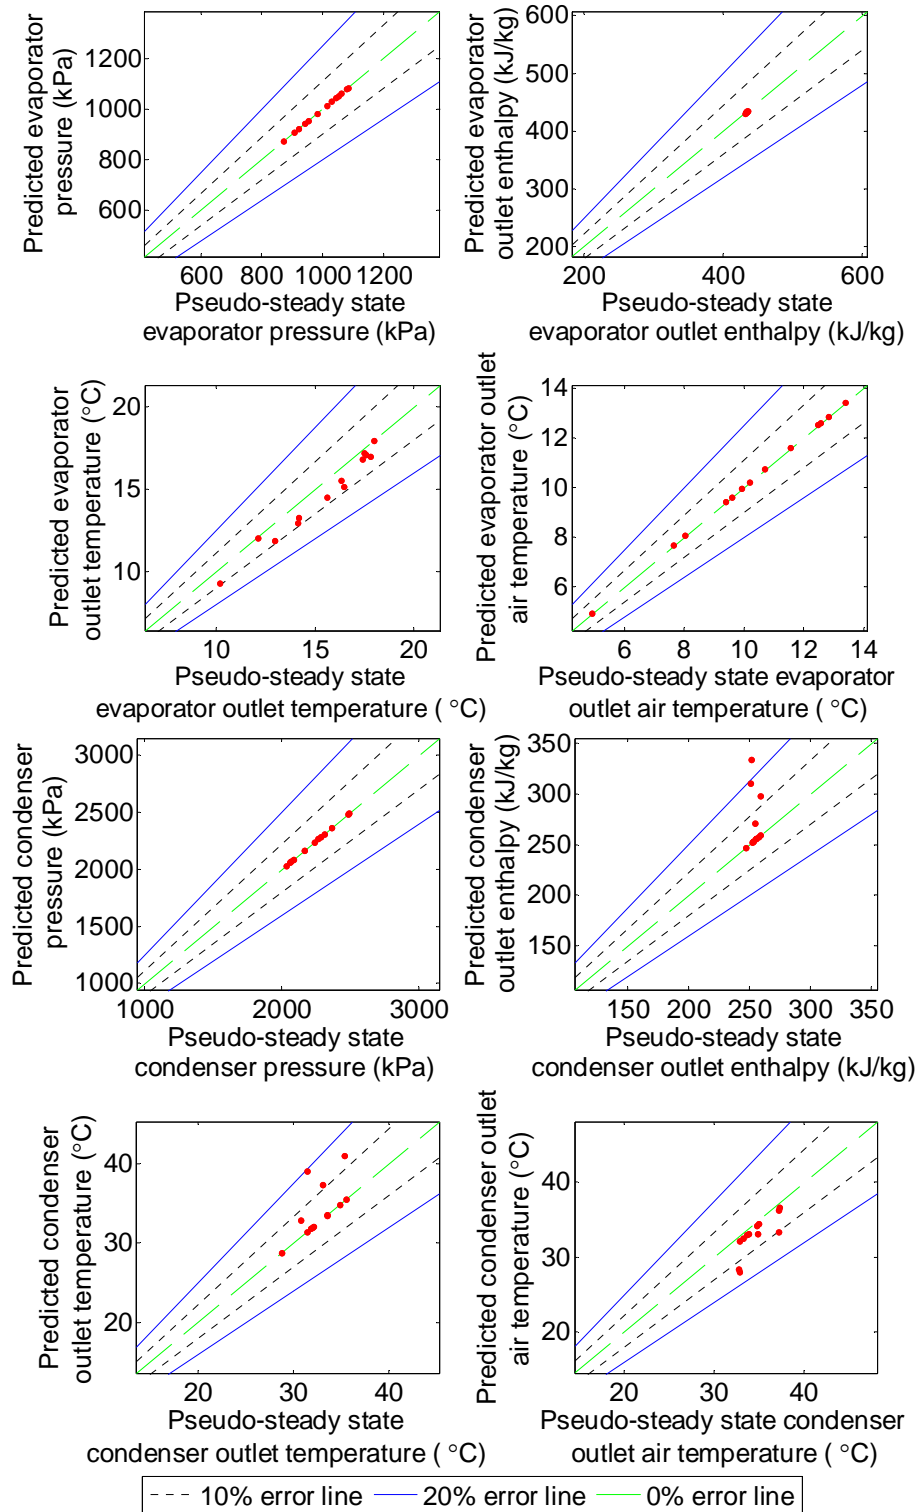 Predicted evaporator
pressure (kPa)
1200
1000
800
600
600 800 1000 1200
Pseudo-steady state
evaporator pressure (kPa)
Predicted evaporator
outlet enthalpy (kJ/kg)
600
500
400
300
200
200 400 600
Pseudo-steady state
evaporator outlet enthalpy (kJ/kg)
Predicted evaporator
outlet temperature (°C)
20
15
10
10 15 20
Pseudo-steady state
evaporator outlet temperature ( °C)
Predicted evaporator outlet
air temperature (°C)
14
12
10
8
6
6 8 10 12 14
Pseudo-steady state evaporator
outlet air temperature ( °C)
Predicted condenser
pressure (kPa)
3000
2500
2000
1500
1000
1000 2000 3000
Pseudo-steady state
condenser pressure (kPa)
Predicted condenser
outlet enthalpy (kJ/kg)
350
300
250
200
150
150 200 250 300 350
Pseudo-steady state
condenser outlet enthalpy (kJ/kg)
Predicted condenser
outlet temperature (°C)
40
30
20
20 30 40
Pseudo-steady state
condenser outlet temperature ( °C)
Predicted condenser outlet
air temperature (°C)
40
30
20
20 30 40
Pseudo-steady state condenser
outlet air temperature ( °C)
10% error line 20% error line 0% error line